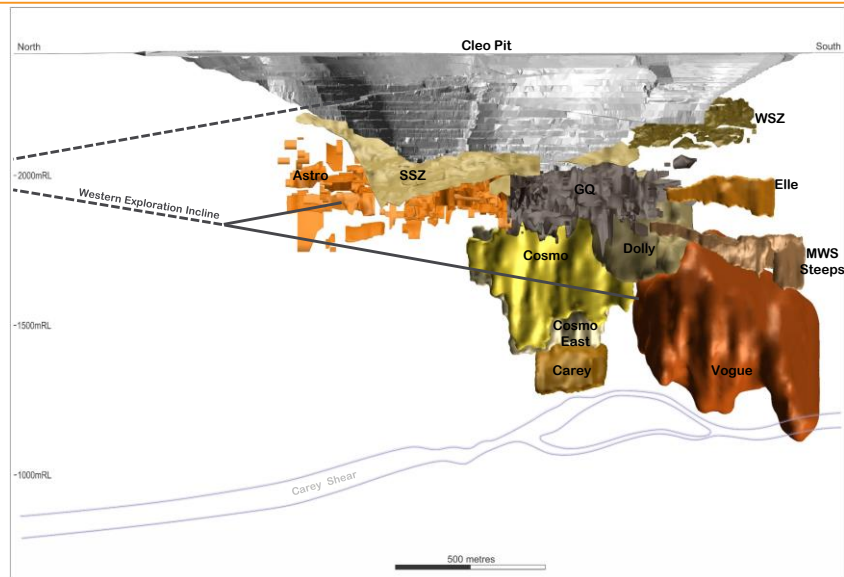 Cleo Pit
North
South
WSZ
2000mRL
Astro
SSZ
GQ
Elle
Western Exploration Incline
Cosmo
Dolly
MWS
Steeps
1500mRL
Cosmo
East
Carey
Vogue
1000mRL
Carey Shear
500 metres